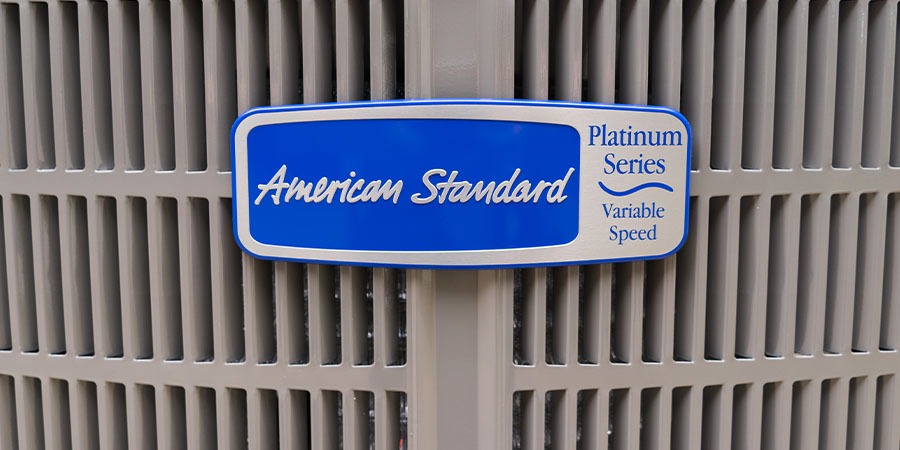 American Standard
Platinum
Series
Variable
Speed